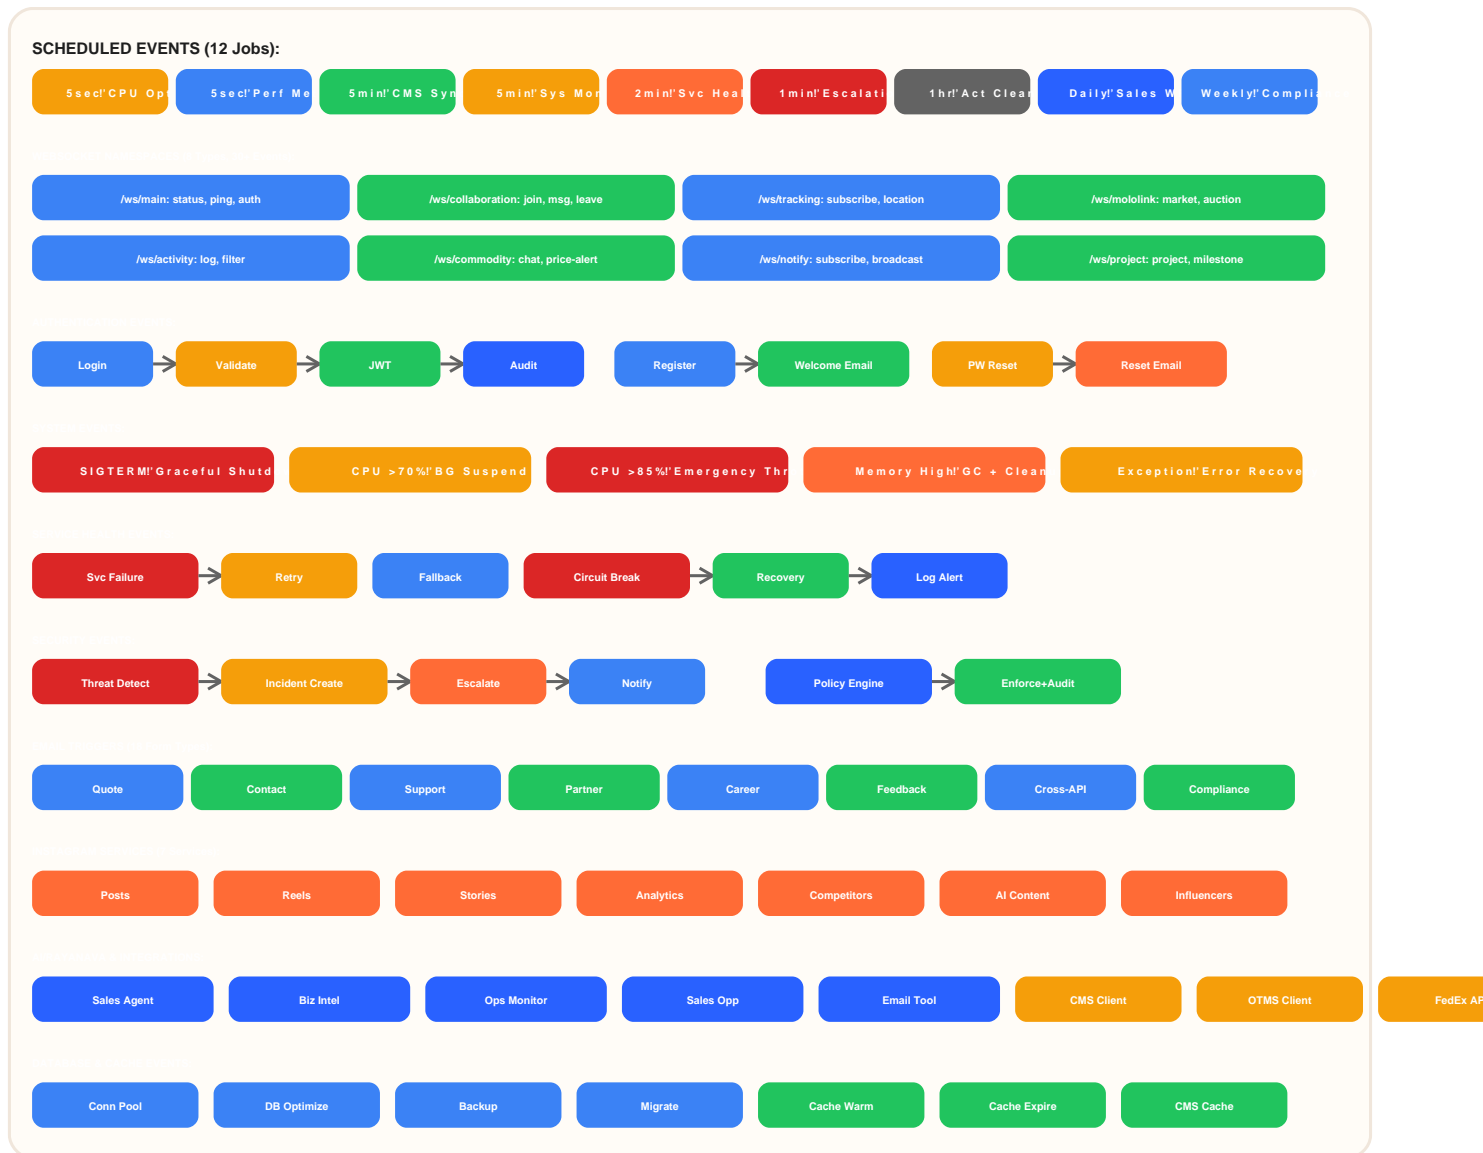 SCHEDULED EVENTS (12 Jobs):
5sec!'CPU Opt
5sec!'Perf Me
5min!'CMS Syn
5min!'Sys Mon
2min!'Svc Heal
1min!'Escalati
1hr!'Act Clean
Daily!'Sales W
Weekly!'Complia
/ws/main: status, ping, auth
/ws/collaboration: join, msg, leave
/ws/tracking: subscribe, location
/ws/mololink: market, auction
/ws/activity: log, filter
/ws/commodity: chat, price-alert
/ws/notify: subscribe, broadcast
/ws/project: project, milestone
Login
Validate
JWT
Audit
Register
Welcome Email
PW Reset
Reset Email
SIGTERM!'Graceful Shutd
CPU >70%!'BG Suspend
CPU >85%!'Emergency Thr
Memory High!'GC + Clean
Exception!'Error Recove
Svc Failure
Retry
Fallback
Circuit Break
Recovery
Log Alert
Threat Detect
Incident Create
Escalate
Notify
Policy Engine
Enforce+Audit
Quote
Contact
Support
Partner
Career
Feedback
Cross-API
Compliance
Posts
Reels
Stories
Analytics
Competitors
AI Content
Influencers
Sales Agent
Biz Intel
Ops Monitor
Sales Opp
Email Tool
CMS Client
OTMS Client
FedEx AP
Conn Pool
DB Optimize
Backup
Migrate
Cache Warm
Cache Expire
CMS Cache